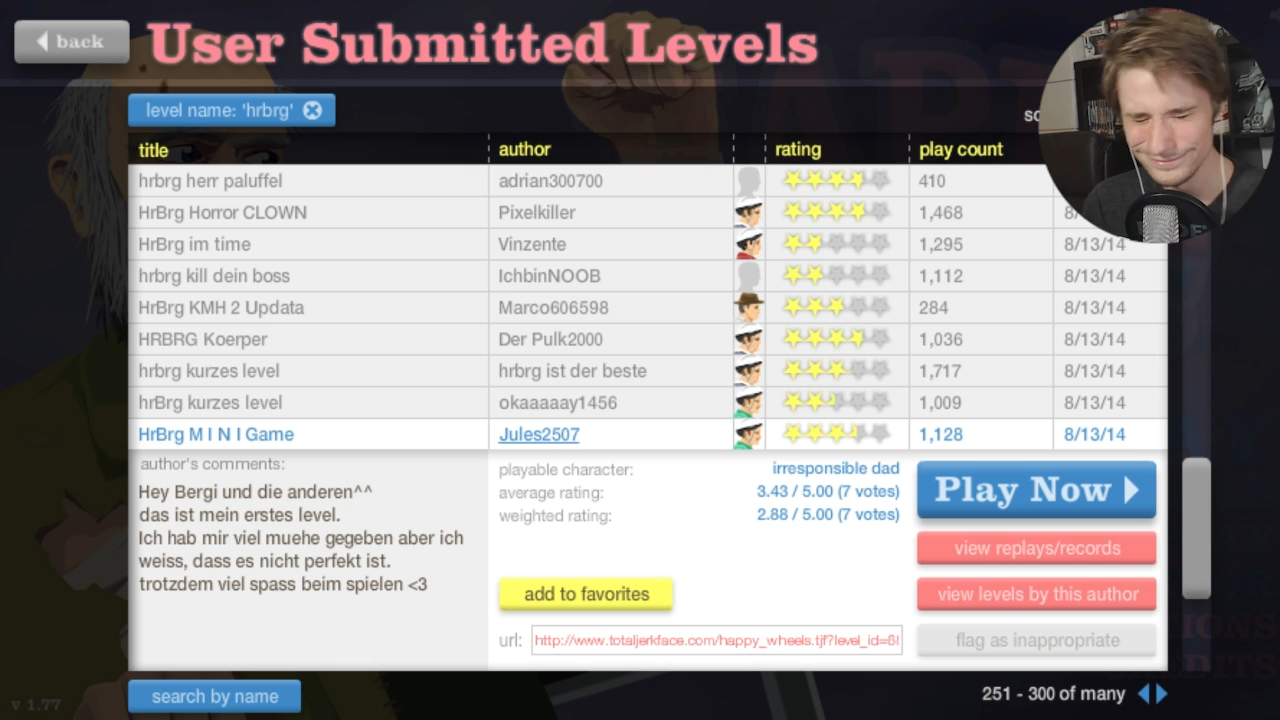 back
User Submitted Levels
level name: 'hrbrg'
title author rating play count
hrbrg herr paluffel adrian300700 410
HrBrg Horror CLOWN Pixelkiller 1,468
HrBrg im time Vinzente 1,295 8/13/14
hrbrg kill dein boss IchbinNOOB 1,112 8/13/14
HrBrg KMH 2 Updata Marco606598 284 8/13/14
HRBRG Koerper Der Pulk2000 1,036 8/13/14
hrbrg kurzes level hrbrg ist der beste 1,717 8/13/14
hrBrg kurzes level okaaaaay1456 1,009 8/13/14
HrBrg M I N I Game Jules2507 1,128 8/13/14
author's comments:
Hey Bergi und die anderen^^
das ist mein erstes level.
Ich hab mir viel muehe gegeben aber ich
weiss, dass es nicht perfekt ist.
trotzdem viel spass beim spielen <3
playable character: irresponsible dad
average rating: 3.43 / 5.00 (7 votes)
weighted rating: 2.88 / 5.00 (7 votes)
add to favorites
url: http://www.totaljerkface.com/happy_wheels.tjf?level_id=6
Play Now
view replays/records
view levels by this author
flag as inappropriate
search by name
251 - 300 of many
v 1.77